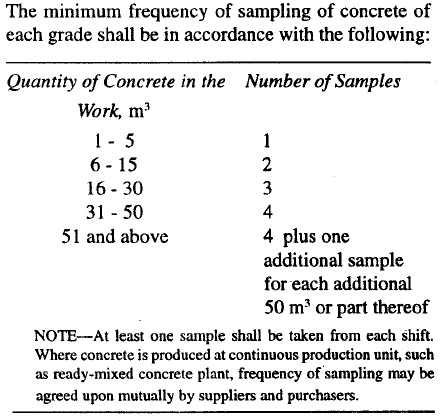 The minimum frequency of sampling of concrete of
each grade shall be in accordance with the following:
Quantity of Concrete in the Number of Samples
Work, m³
1 - 5 1
6 - 15 2
16 - 30 3
31 - 50 4
51 and above 4 plus one
additional sample
for each additional
50 m³ or part thereof
NOTE—At least one sample shall be taken from each shift.
Where concrete is produced at continuous production unit, such
as ready-mixed concrete plant, frequency of sampling may be
agreed upon mutually by suppliers and purchasers.